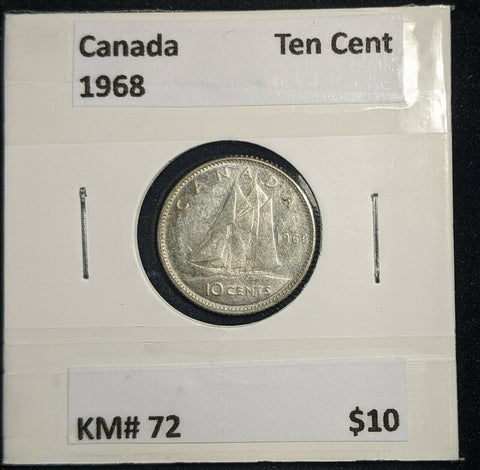 Canada Ten Cent
1968
CANADA
1968
10 CENTS
KM# 72 $10